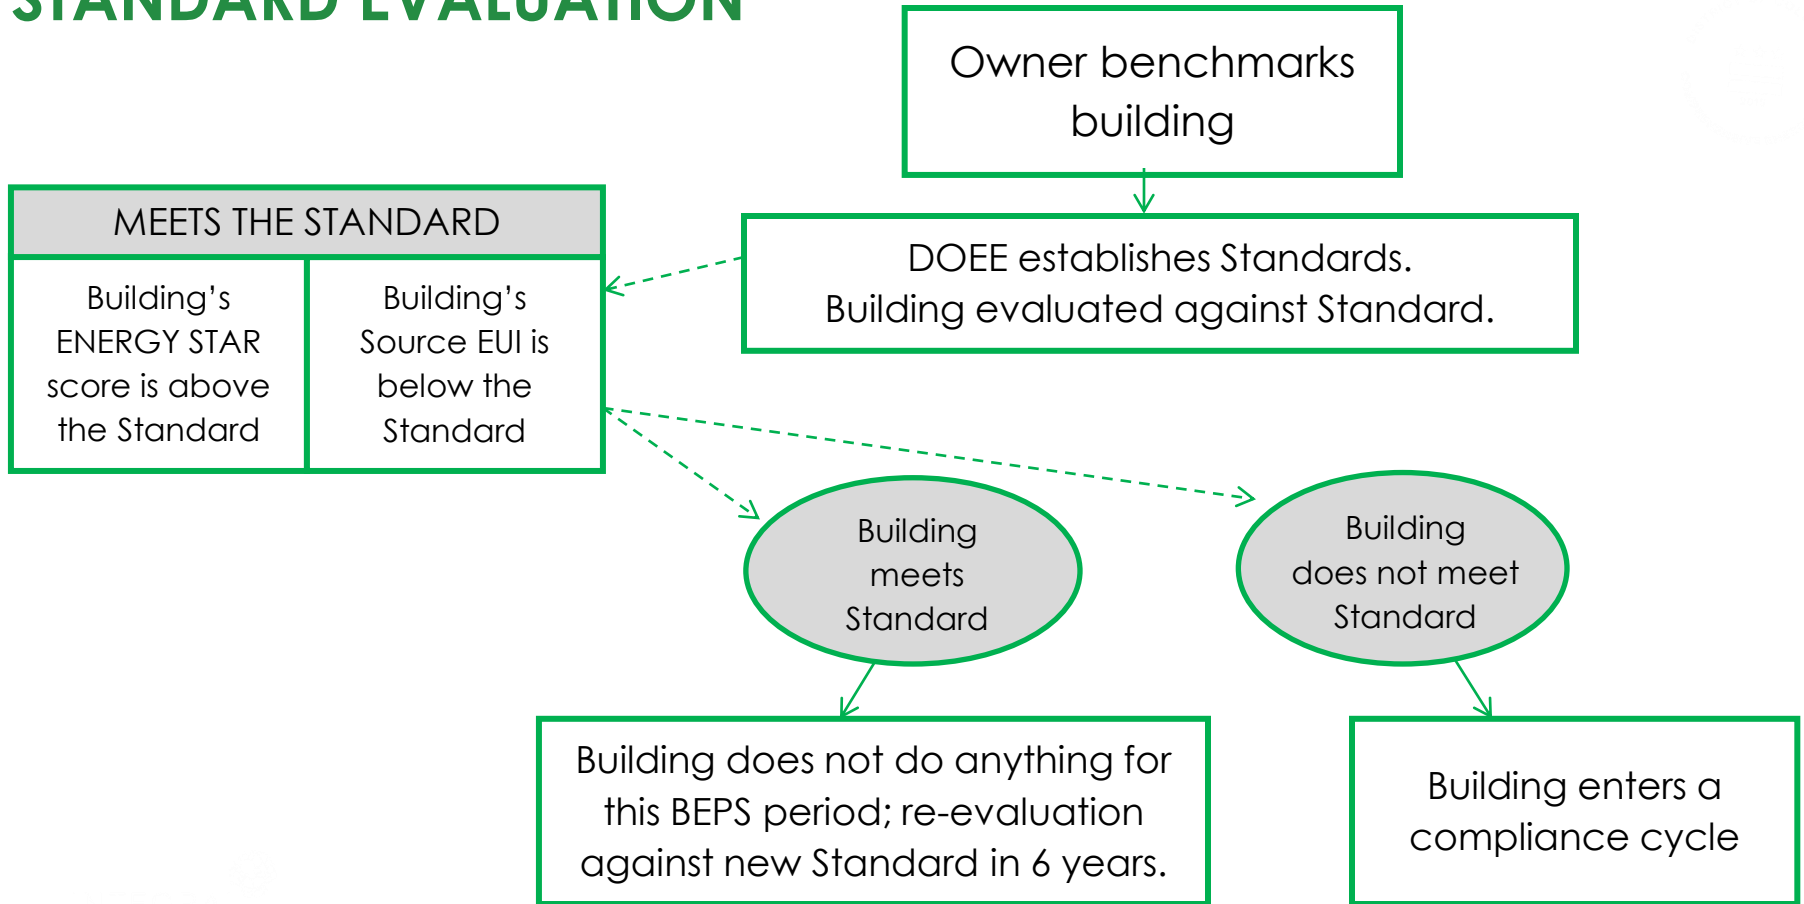 STANDARD EVALUATION
Owner benchmarks
building
DOEE establishes Standards.
Building evaluated against Standard.
MEETS THE STANDARD
Building’s
ENERGY STAR
score is above
the Standard
Building’s
Source EUI is
below the
Standard
Building
meets
Standard
Building
does not meet
Standard
Building does not do anything for
this BEPS period; re-evaluation
against new Standard in 6 years.
Building enters a
compliance cycle